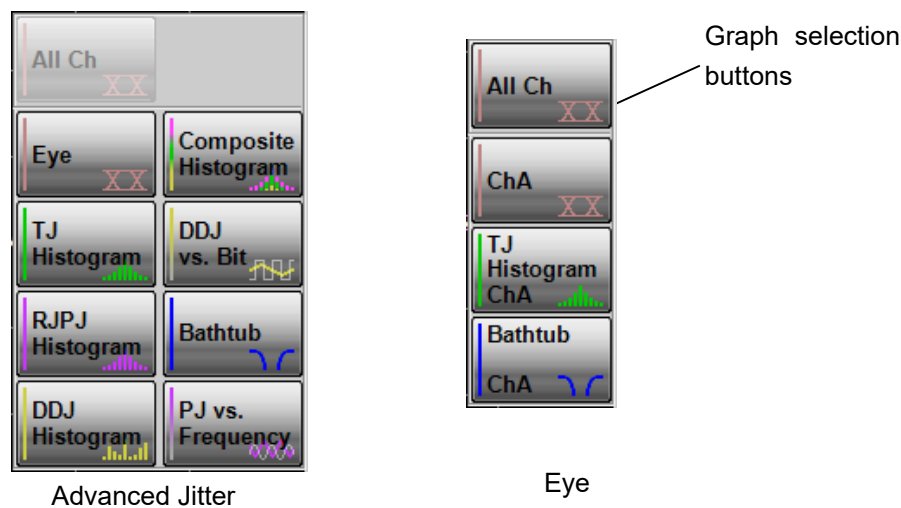 All Ch
Eye
Composite
Histogram
TJ
Histogram
DDJ
vs. Bit
RJPJ
Histogram
Bathtub
DDJ
Histogram
PJ vs.
Frequency
Advanced Jitter
All Ch
ChA
TJ
Histogram
ChA
Bathtub
ChA
Eye
Graph selection
buttons